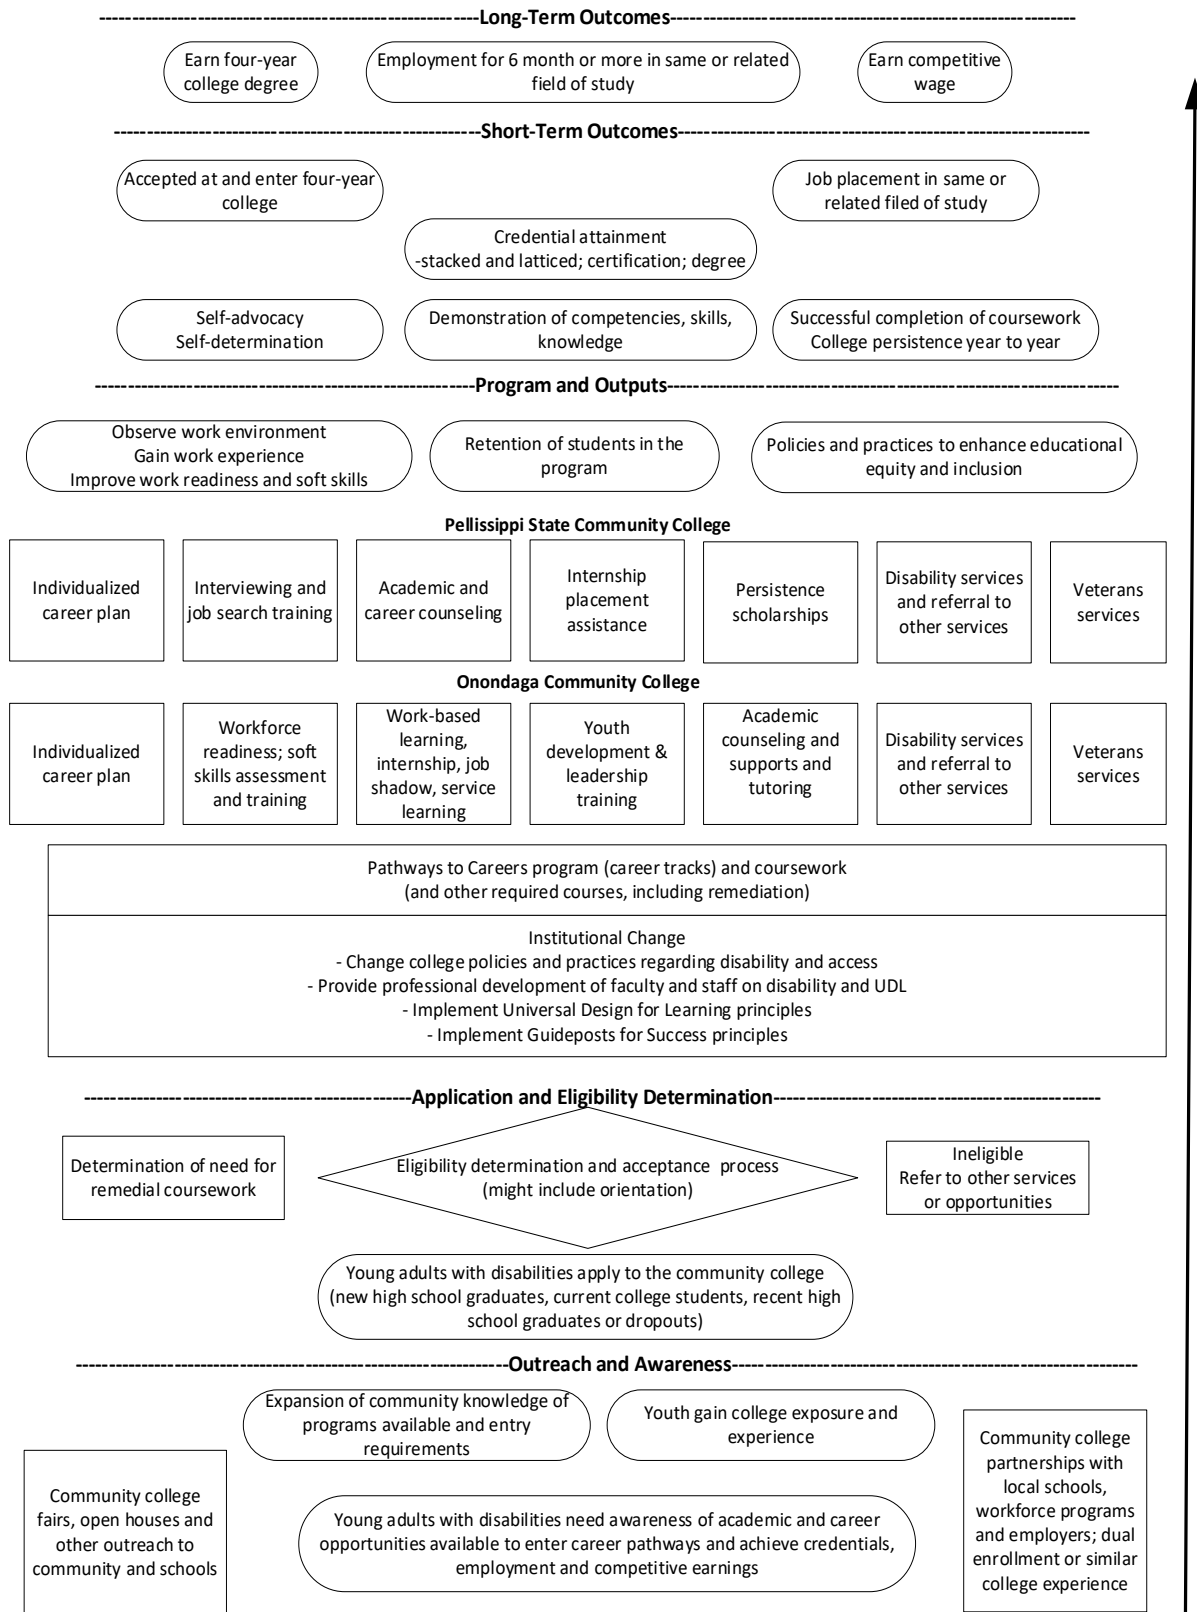 ------------------------------------------------------------Long-Term Outcomes------------------------------------------------------------
Earn four-year
college degree
Employment for 6 month or more in same or related
field of study
Earn competitive
wage
------------------------------------------------------------Short-Term Outcomes------------------------------------------------------------
Accepted at and enter four-year
college
Job placement in same or
related filed of study
Credential attainment
-stacked and latticed; certification; degree
Self-advocacy
Self-determination
Demonstration of competencies, skills,
knowledge
Successful completion of coursework
College persistence year to year
------------------------------------------------------------Program and Outputs------------------------------------------------------------
Observe work environment
Gain work experience
Improve work readiness and soft skills
Retention of students in the
program
Policies and practices to enhance educational
equity and inclusion
Pellissippi State Community College
Individualized
career plan
Interviewing and
job search training
Academic and
career counseling
Internship
placement
assistance
Persistence
scholarships
Disability services
and referral to
other services
Veterans
services
Onondaga Community College
Individualized
career plan
Workforce
readiness; soft
skills assessment
and training
Work-based
learning,
internship, job
shadow, service
learning
Youth
development &
leadership
training
Academic
counseling and
supports and
tutoring
Disability services
and referral to
other services
Veterans
services
Pathways to Careers program (career tracks) and coursework
(and other required courses, including remediation)
Institutional Change
- Change college policies and practices regarding disability and access
- Provide professional development of faculty and staff on disability and UDL
- Implement Universal Design for Learning principles
- Implement Guideposts for Success principles
--------------------------------------------------Application and Eligibility Determination--------------------------------------------------
Determination of need for
remedial coursework
Eligibility determination and acceptance process
(might include orientation)
Ineligible
Refer to other services
or opportunities
Young adults with disabilities apply to the community college
(new high school graduates, current college students, recent high
school graduates or dropouts)
------------------------------------------------------------Outreach and Awareness------------------------------------------------------------
Expansion of community knowledge of
programs available and entry
requirements
Youth gain college exposure and
experience
Community college
fairs, open houses and
other outreach to
community and schools
Young adults with disabilities need awareness of academic and career
opportunities available to enter career pathways and achieve credentials,
employment and competitive earnings
Community college
partnerships with
local schools,
workforce programs
and employers; dual
enrollment or similar
college experience